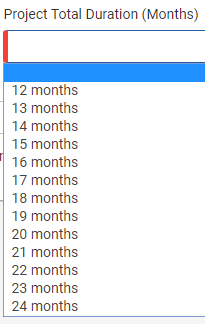 Project Total Duration (Months)
12 months
13 months
14 months
15 months
16 months
17 months
18 months
19 months
20 months
21 months
22 months
23 months
24 months